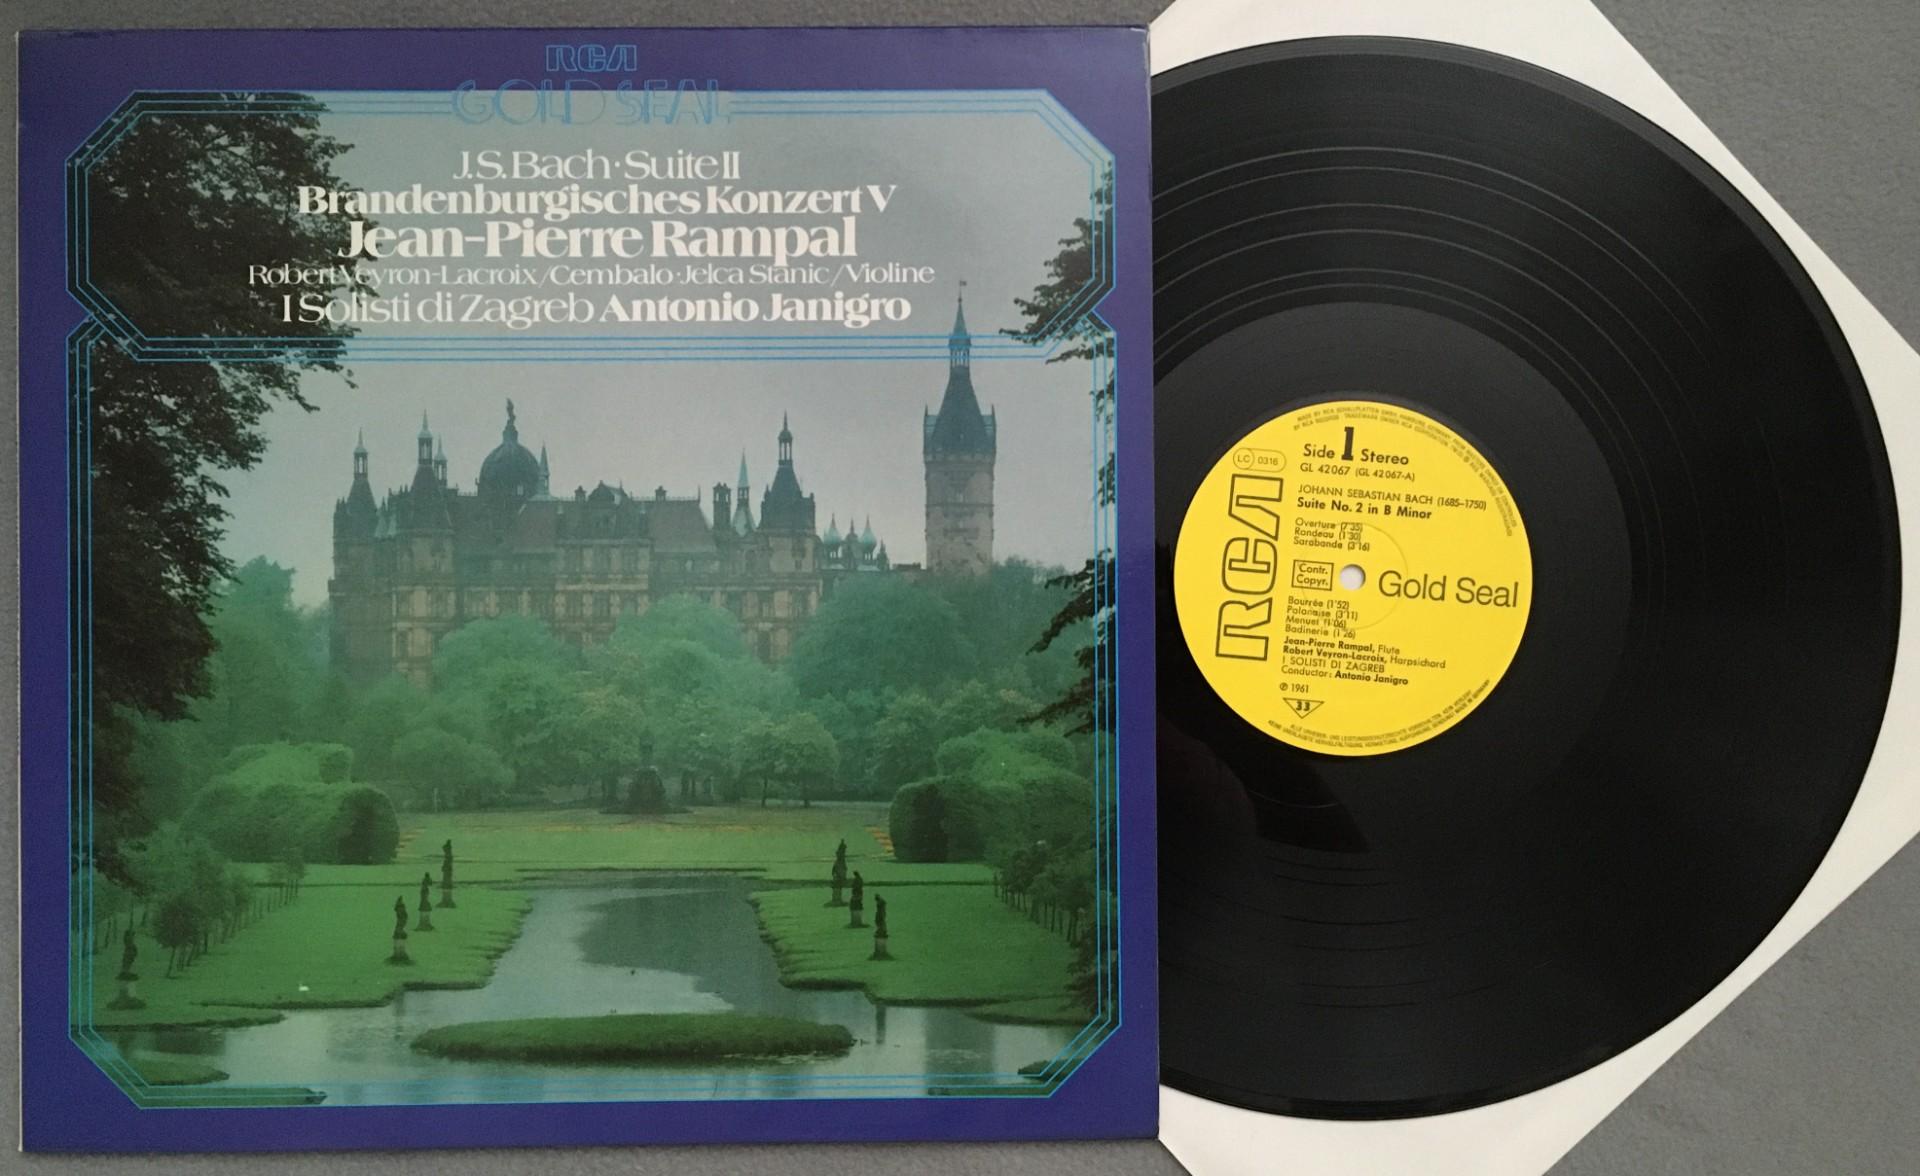 RCA
GOLD SEAL
J.S. Bach · Suite II
Brandenburgisches Konzert V
Jean-Pierre Rampal
Robert Veyron-Lacroix/Cembalo · Jelca Stanic/Violine
I Solisti di Zagreb Antonio Janigro
Side 1 Stereo
GL 42067 (GL 42067-A)
LC 0316
JOHANN SEBASTIAN BACH (1685–1750)
Suite No. 2 in B Minor
Overture (7'35)
Rondeau (1'30)
Sarabande (3'16)
RCA
Contr.
Copyr.
Gold Seal
Bourrée (1'52)
Polonaise (3'11)
Menuet (1'06)
Badinerie (1'26)
Jean-Pierre Rampal, Flute
Robert Veyron-Lacroix, Harpsichord
I SOLISTI DI ZAGREB
Conductor: Antonio Janigro
℗ 1961
33